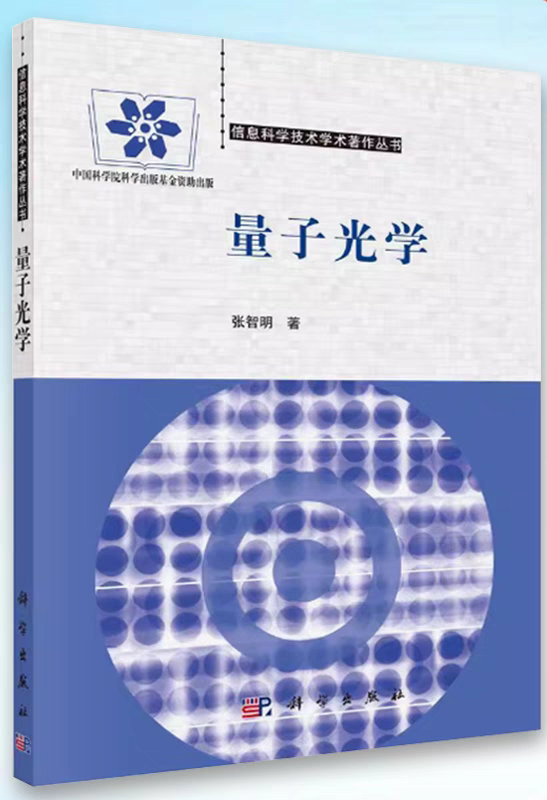 信息科学技术学术著作丛书
量子光学
科学出版社
SP
中国科学院科学出版基金资助出版
信息科学技术学术著作丛书
量子光学
张智明 著
SP 科学出版社